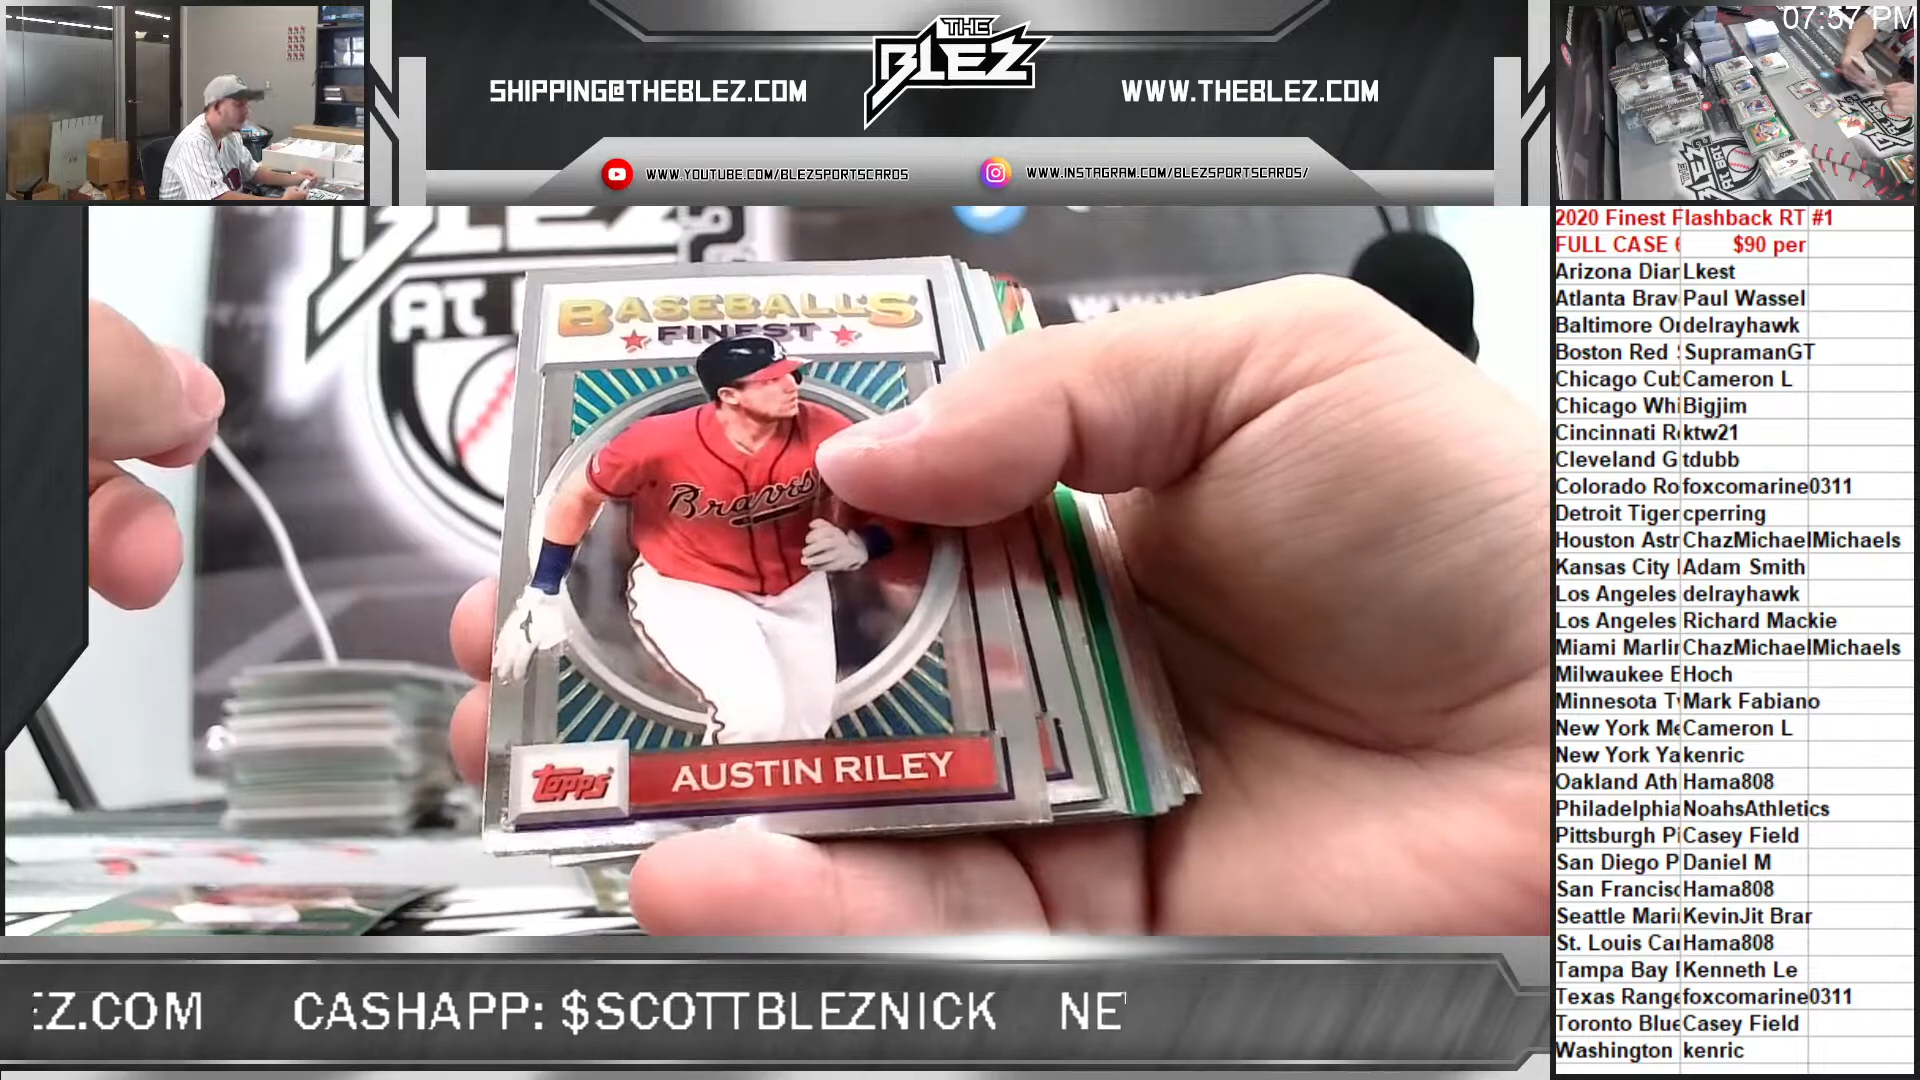 07:57 PM
THE
BLEZ
SHIPPING@THEBLEZ.COM
WWW.THEBLEZ.COM
WWW.YOUTUBE.COM/BLEZSPORTSCARDS
WWW.INSTAGRAM.COM/BLEZSPORTSCARDS/
BASEBALL'S
FINEST
Braves
topps
AUSTIN RILEY
2020 Finest Flashback RT #1
FULL CASE $90 per
Arizona Diar Lkest
Atlanta Brav Paul Wassel
Baltimore Or delrayhawk
Boston Red SupramanGT
Chicago Cub Cameron L
Chicago Whi Bigjim
Cincinnati R ktw21
Cleveland G tdubb
Colorado Ro foxcomarine0311
Detroit Tiger cperring
Houston Astr ChazMichaelMichaels
Kansas City Adam Smith
Los Angeles delrayhawk
Los Angeles Richard Mackie
Miami Marlin ChazMichaelMichaels
Milwaukee B Hoch
Minnesota T Mark Fabiano
New York Me Cameron L
New York Ya kenric
Oakland Ath Hama808
Philadelphia NoahsAthletics
Pittsburgh Pi Casey Field
San Diego P Daniel M
San Francisc Hama808
Seattle Mari KevinJit Brar
St. Louis Car Hama808
Tampa Bay Kenneth Le
Texas Range foxcomarine0311
Toronto Blue Casey Field
Washington kenric
EZ.COM CASHAPP: $SCOTTBLEZNICK NE